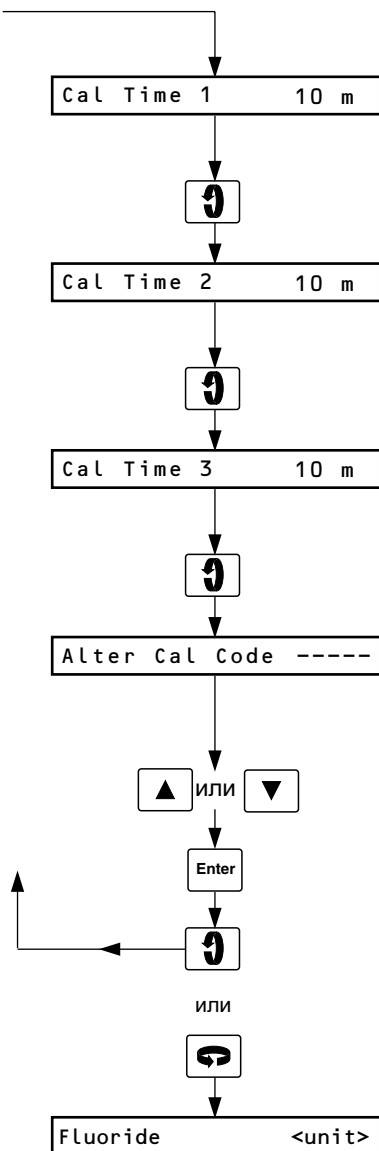 Cal Time 1 10 m
Cal Time 2 10 m
Cal Time 3 10 m
Alter Cal Code -----
или
Enter
или
Fluoride <unit>